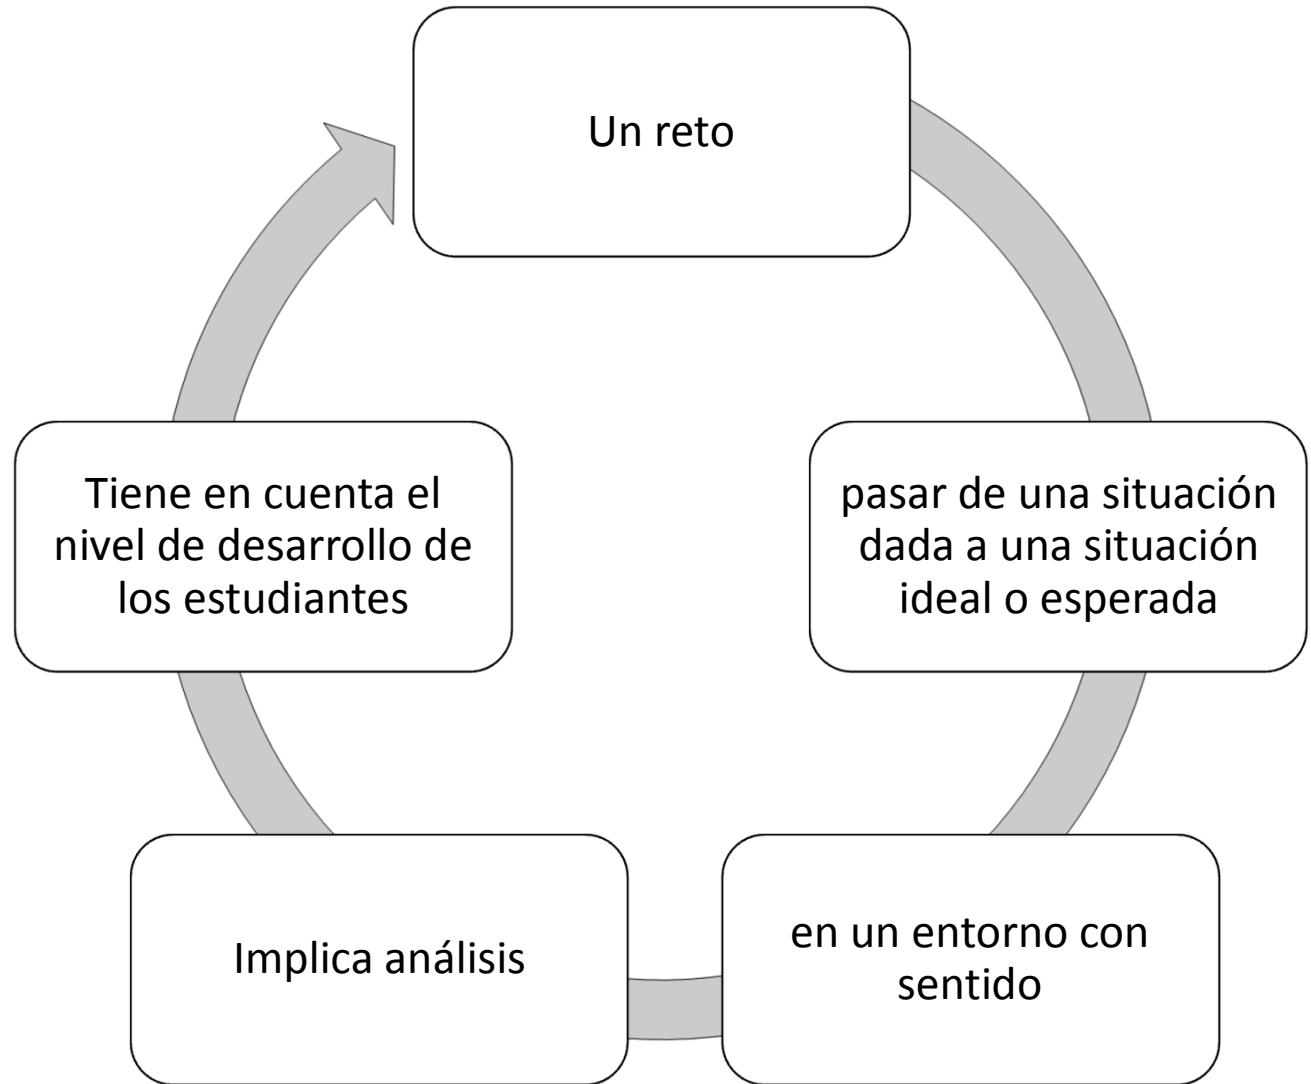 Un reto
pasar de una situación
dada a una situación
ideal o esperada
en un entorno con
sentido
Implica análisis
Tiene en cuenta el
nivel de desarrollo de
los estudiantes